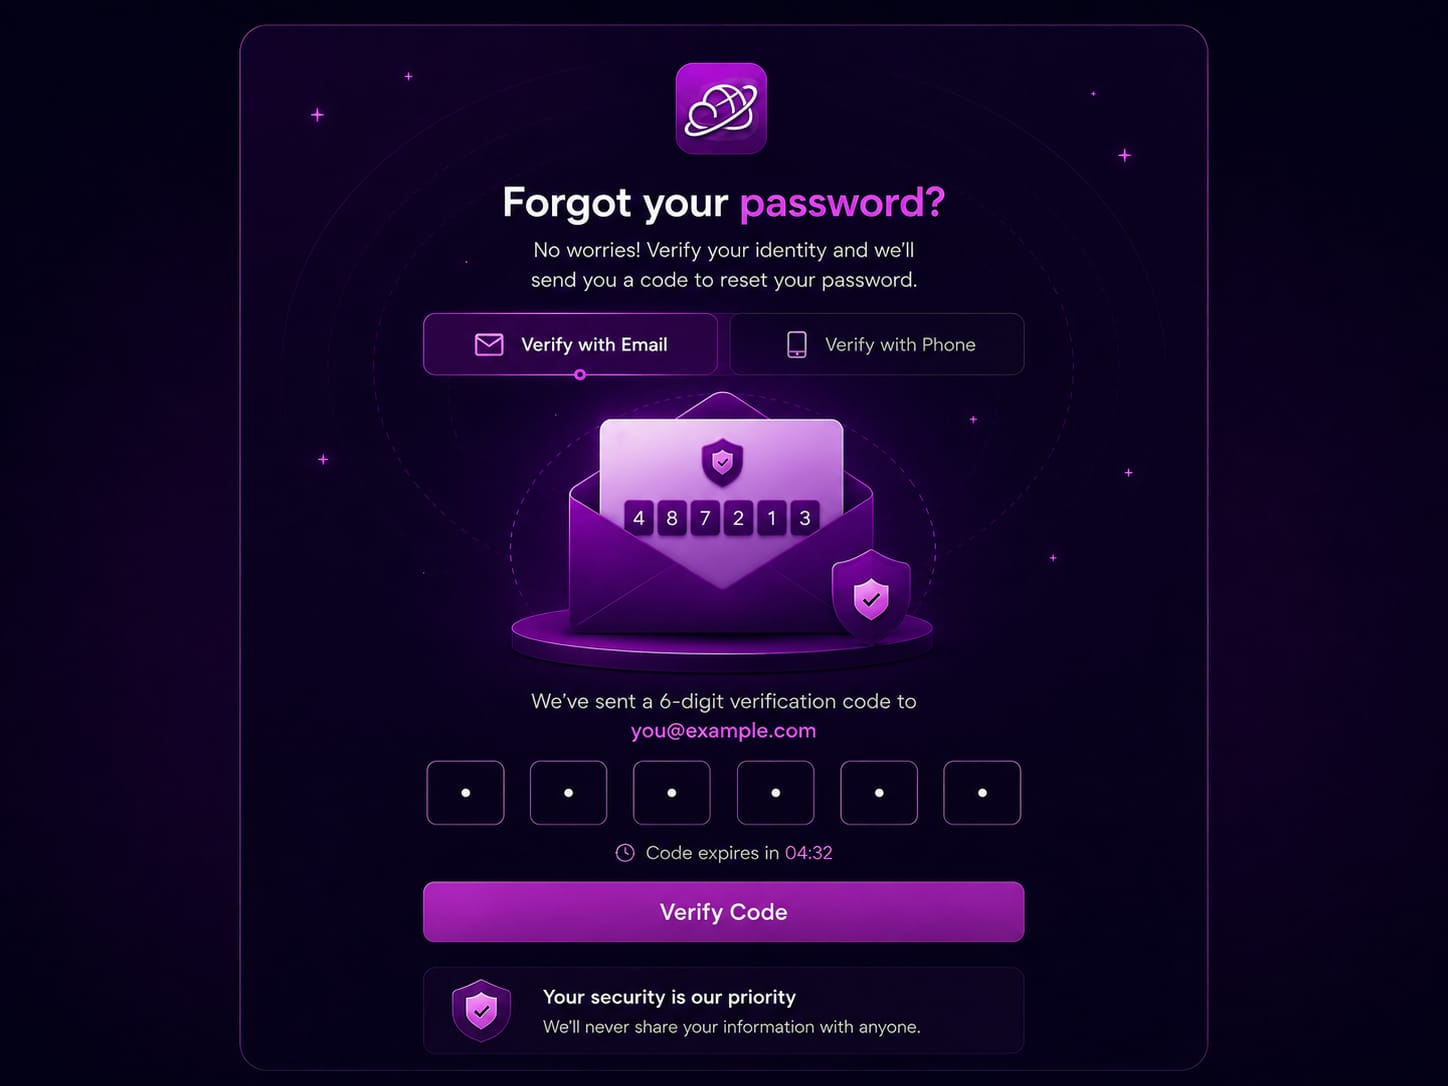 Forgot your password?
No worries! Verify your identity and we'll
send you a code to reset your password.
Verify with Email
Verify with Phone
4 8 7 2 1 3
We've sent a 6-digit verification code to
you@example.com
Code expires in 04:32
Verify Code
Your security is our priority
We'll never share your information with anyone.